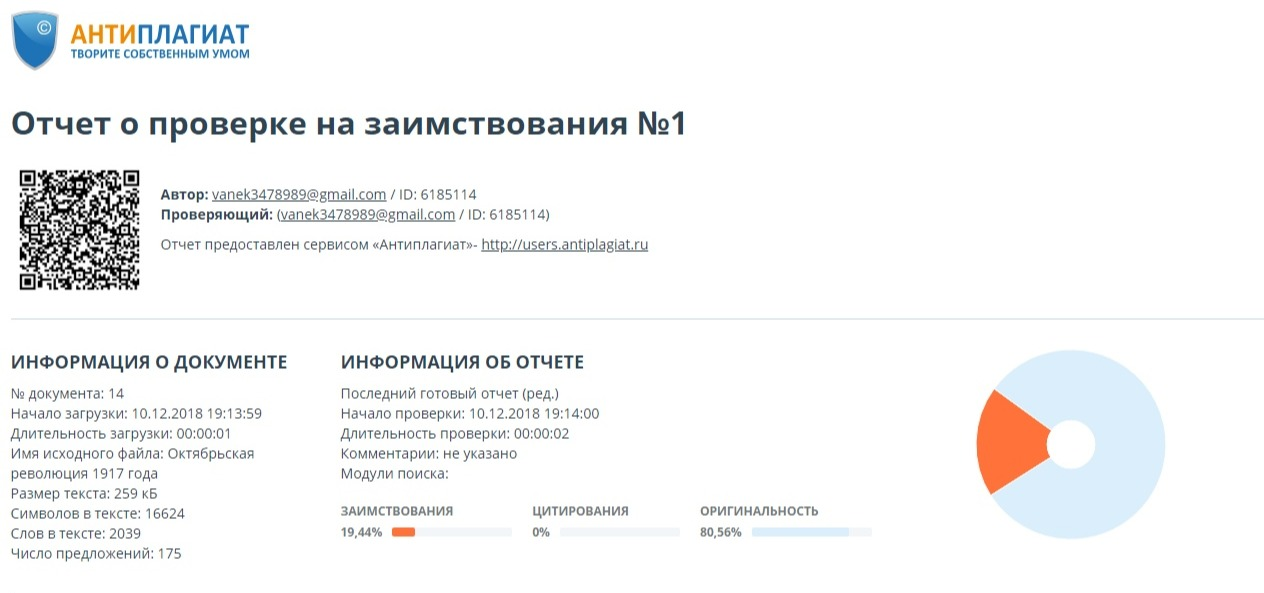 ©
АНТИПЛАГИАТ
ТВОРИТЕ СОБСТВЕННЫМ УМОМ
Отчет о проверке на заимствования №1
Автор: vanek3478989@gmail.com / ID: 6185114
Проверяющий: (vanek3478989@gmail.com / ID: 6185114)
Отчет предоставлен сервисом «Антиплагиат»- http://users.antiplagiat.ru
ИНФОРМАЦИЯ О ДОКУМЕНТЕ
№ документа: 14
Начало загрузки: 10.12.2018 19:13:59
Длительность загрузки: 00:00:01
Имя исходного файла: Октябрьская
революция 1917 года
Размер текста: 259 кБ
Символов в тексте: 16624
Слов в тексте: 2039
Число предложений: 175
ИНФОРМАЦИЯ ОБ ОТЧЕТЕ
Последний готовый отчет (ред.)
Начало проверки: 10.12.2018 19:14:00
Длительность проверки: 00:00:02
Комментарии: не указано
Модули поиска:
ЗАИМСТВОВАНИЯ
19,44%
ЦИТИРОВАНИЯ
0%
ОРИГИНАЛЬНОСТЬ
80,56%